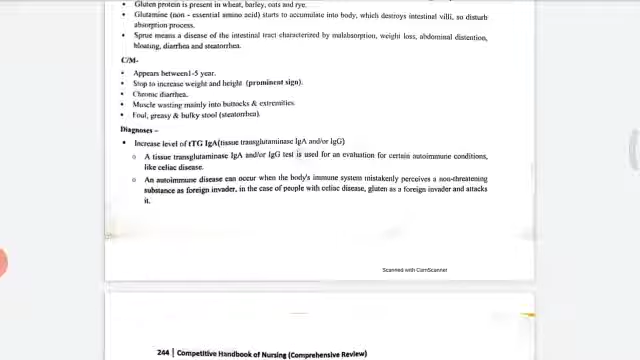 • Gluten protein is present in wheat, barley, oats and rye.
• Glutamine (non - essential amino acid) starts to accumulate into body, which destroys intestinal villi, so disturb
absorption process.
• Sprue means a disease of the intestinal tract characterized by malabsorption, weight loss, abdominal distention,
bloating, diarrhea and steatorrhea.
C/M-
• Appears between1-5 year.
• Stop to increase weight and height (prominent sign).
• Chronic diarrhea.
• Muscle wasting mainly into buttocks & extremities.
• Foul, greasy & bulky stool (steatorrhea).
Diagnoses –
• Increase level of tTG IgA(tissue transglutaminase IgA and/or IgG)
o A tissue transglutaminase IgA and/or IgG test is used for an evaluation for certain autoimmune conditions,
like celiac disease.
o An autoimmune disease can occur when the body's immune system mistakenly perceives a non-threatening
substance as foreign invader, in the case of people with celiac disease, gluten as a foreign invader and attacks
it.
Scanned with CamScanner
244 | Competitive Handbook of Nursing (Comprehensive Review)